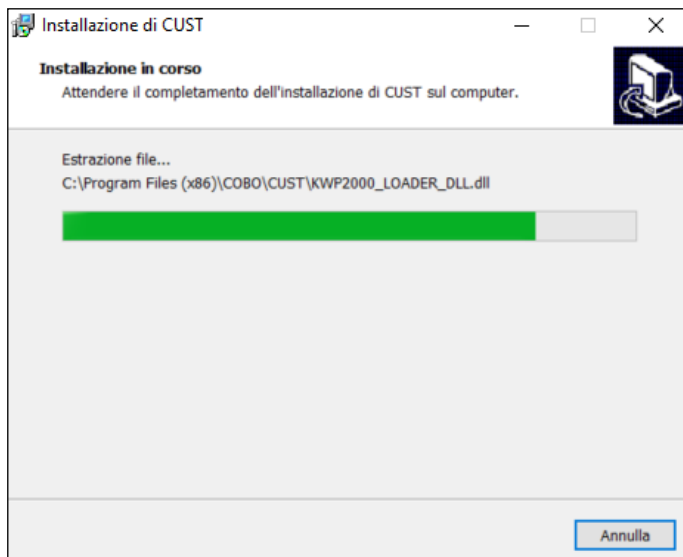 Installazione di CUST
Installazione in corso
Attendere il completamento dell'installazione di CUST sul computer.
Estrazione file...
C:\Program Files (x86)\COBO\CUST\KWP2000_LOADER_DLL.dll
Annulla